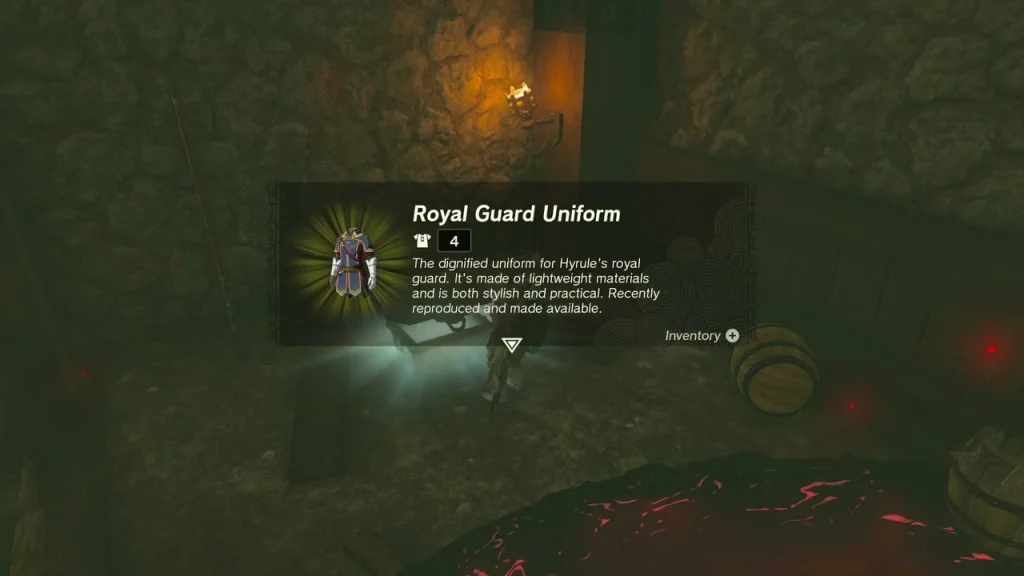 Royal Guard Uniform
4
The dignified uniform for Hyrule's royal
guard. It's made of lightweight materials
and is both stylish and practical. Recently
reproduced and made available.
Inventory